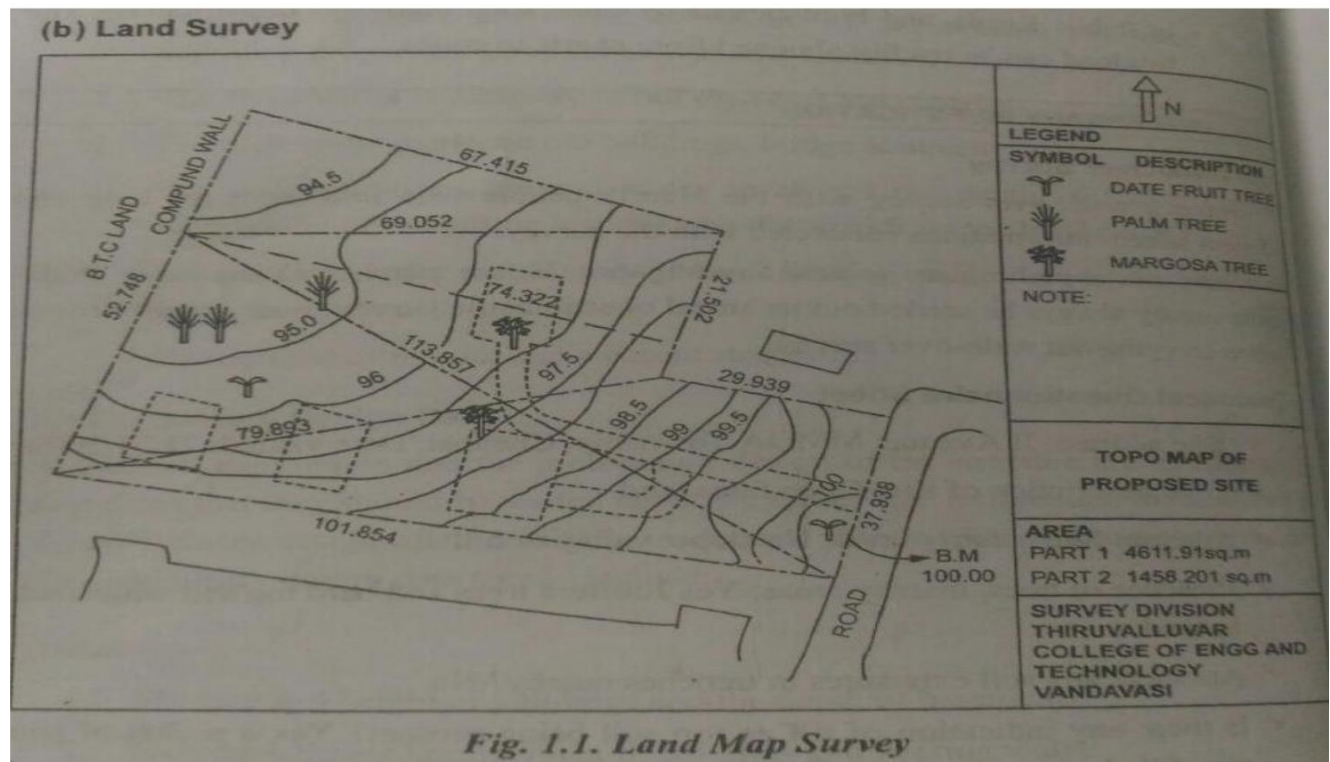 (b) Land Survey
67.415
94.5
COMPUND WALL
69.052
B.T.C LAND
52.748
74.322
21.502
95.0
113.857
97.5
96
29.939
79.893
98.5
99
99.5
100
37.938
101.854
B.M
100.00
ROAD
N
LEGEND
SYMBOL DESCRIPTION
DATE FRUIT TREE
PALM TREE
MARGOSA TREE
NOTE:
TOPO MAP OF
PROPOSED SITE
AREA
PART 1 4611.91sq.m
PART 2 1458.201 sq.m
SURVEY DIVISION
THIRUVALLUVAR
COLLEGE OF ENGG AND
TECHNOLOGY
VANDAVASI
Fig. 1.1. Land Map Survey